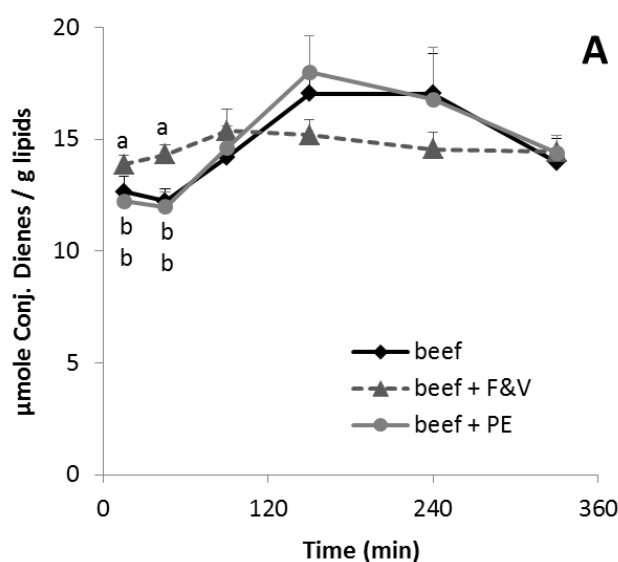 A
20
15
10
5
0
µmole Conj. Dienes / g lipids
a a
b b
b b
beef
beef + F&V
beef + PE
0 120 240 360
Time (min)